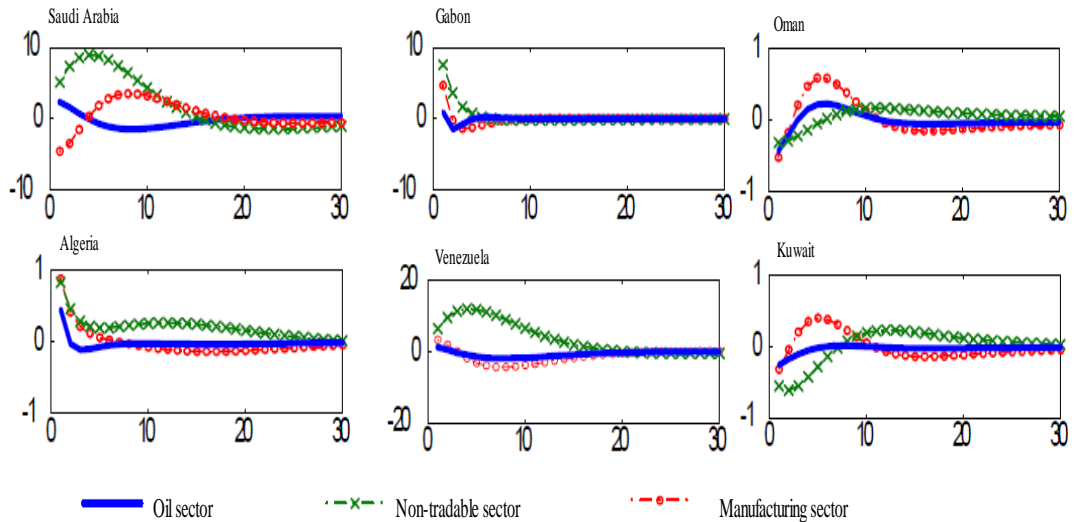 Saudi Arabia
Gabon
Oman
10
0
-10
0 10 20 30
10
0
-10
0 10 20 30
1
0
-1
0 10 20 30
Algeria
Venezuela
Kuwait
1
0
-1
0 10 20 30
20
0
-20
0 10 20 30
1
0
-1
0 10 20 30
Oil sector
Non-tradable sector
Manufacturing sector